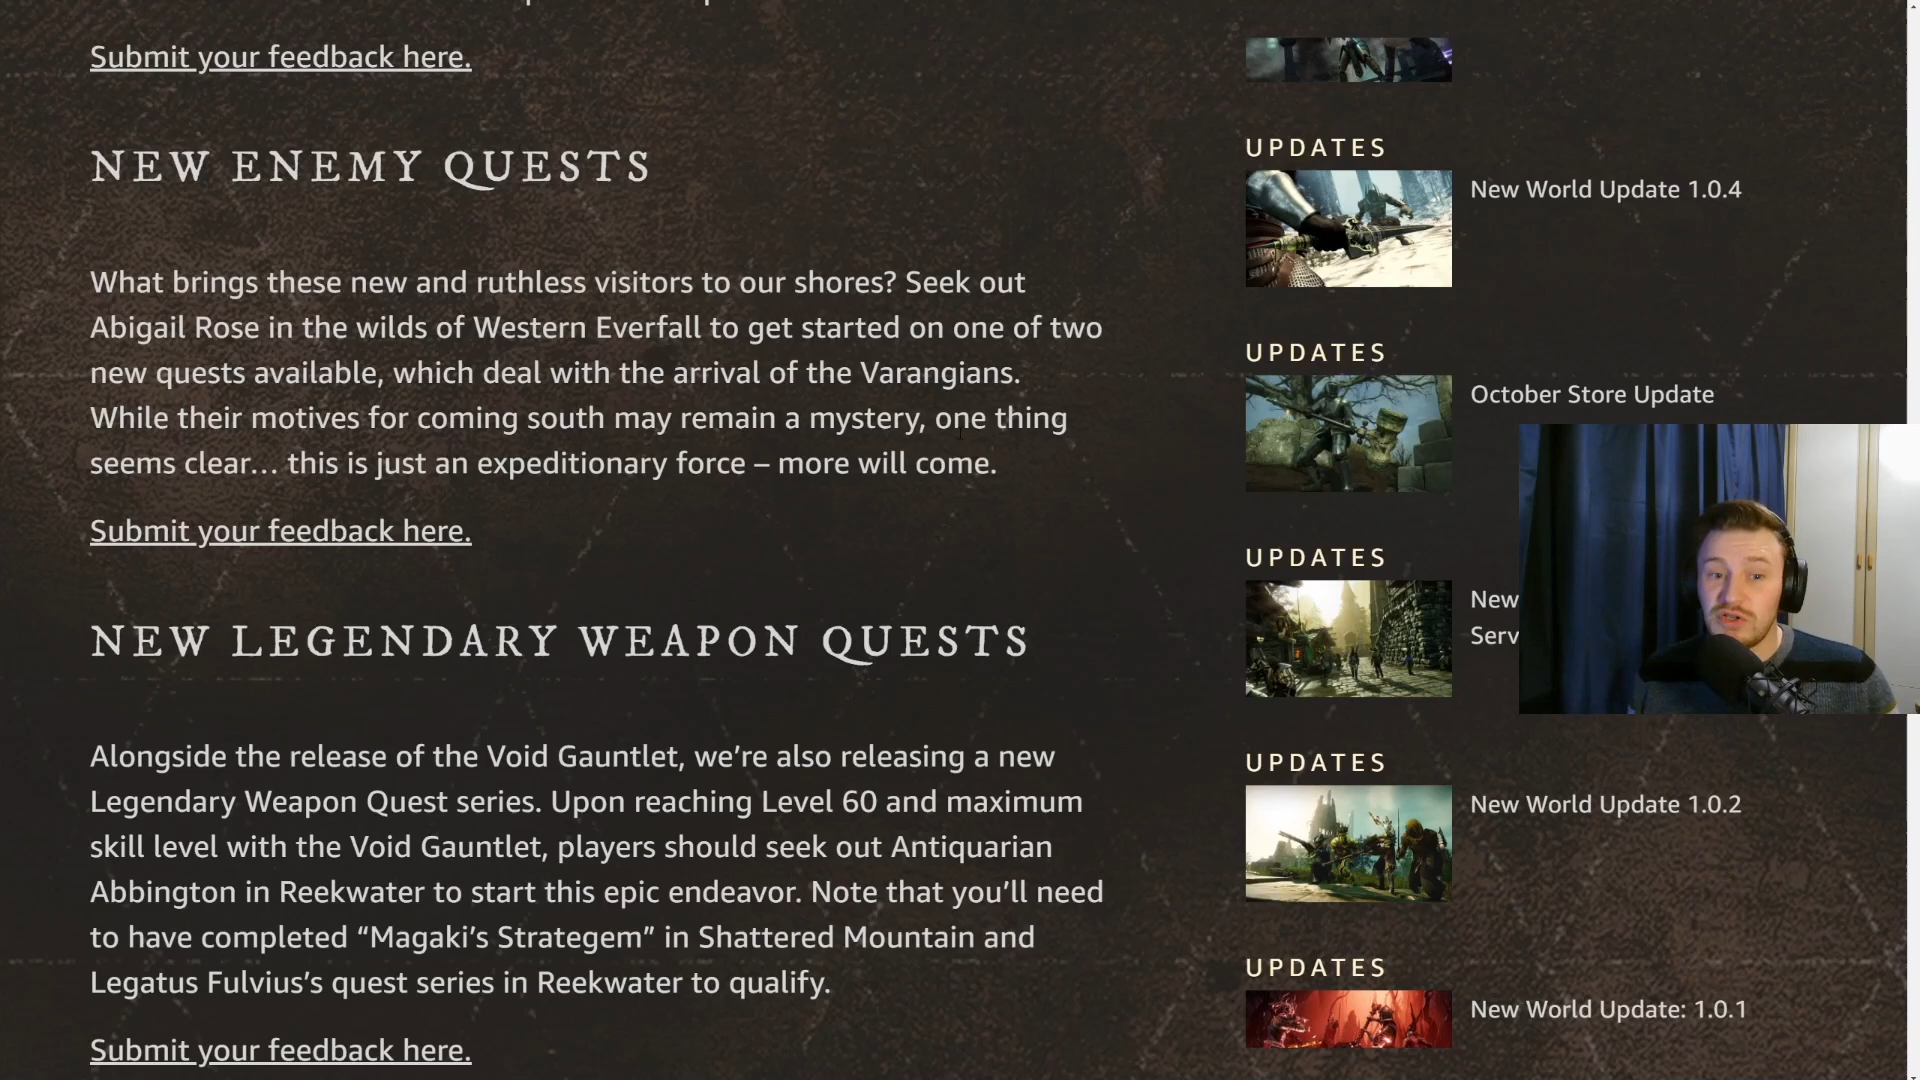 Submit your feedback here.
NEW ENEMY QUESTS
What brings these new and ruthless visitors to our shores? Seek out
Abigail Rose in the wilds of Western Everfall to get started on one of two
new quests available, which deal with the arrival of the Varangians.
While their motives for coming south may remain a mystery, one thing
seems clear… this is just an expeditionary force – more will come.
Submit your feedback here.
NEW LEGENDARY WEAPON QUESTS
Alongside the release of the Void Gauntlet, we’re also releasing a new
Legendary Weapon Quest series. Upon reaching Level 60 and maximum
skill level with the Void Gauntlet, players should seek out Antiquarian
Abbington in Reekwater to start this epic endeavor. Note that you’ll need
to have completed “Magaki’s Strategem” in Shattered Mountain and
Legatus Fulvius’s quest series in Reekwater to qualify.
Submit your feedback here.
UPDATES
New World Update 1.0.4
UPDATES
October Store Update
UPDATES
New
Serv
UPDATES
New World Update 1.0.2
UPDATES
New World Update: 1.0.1